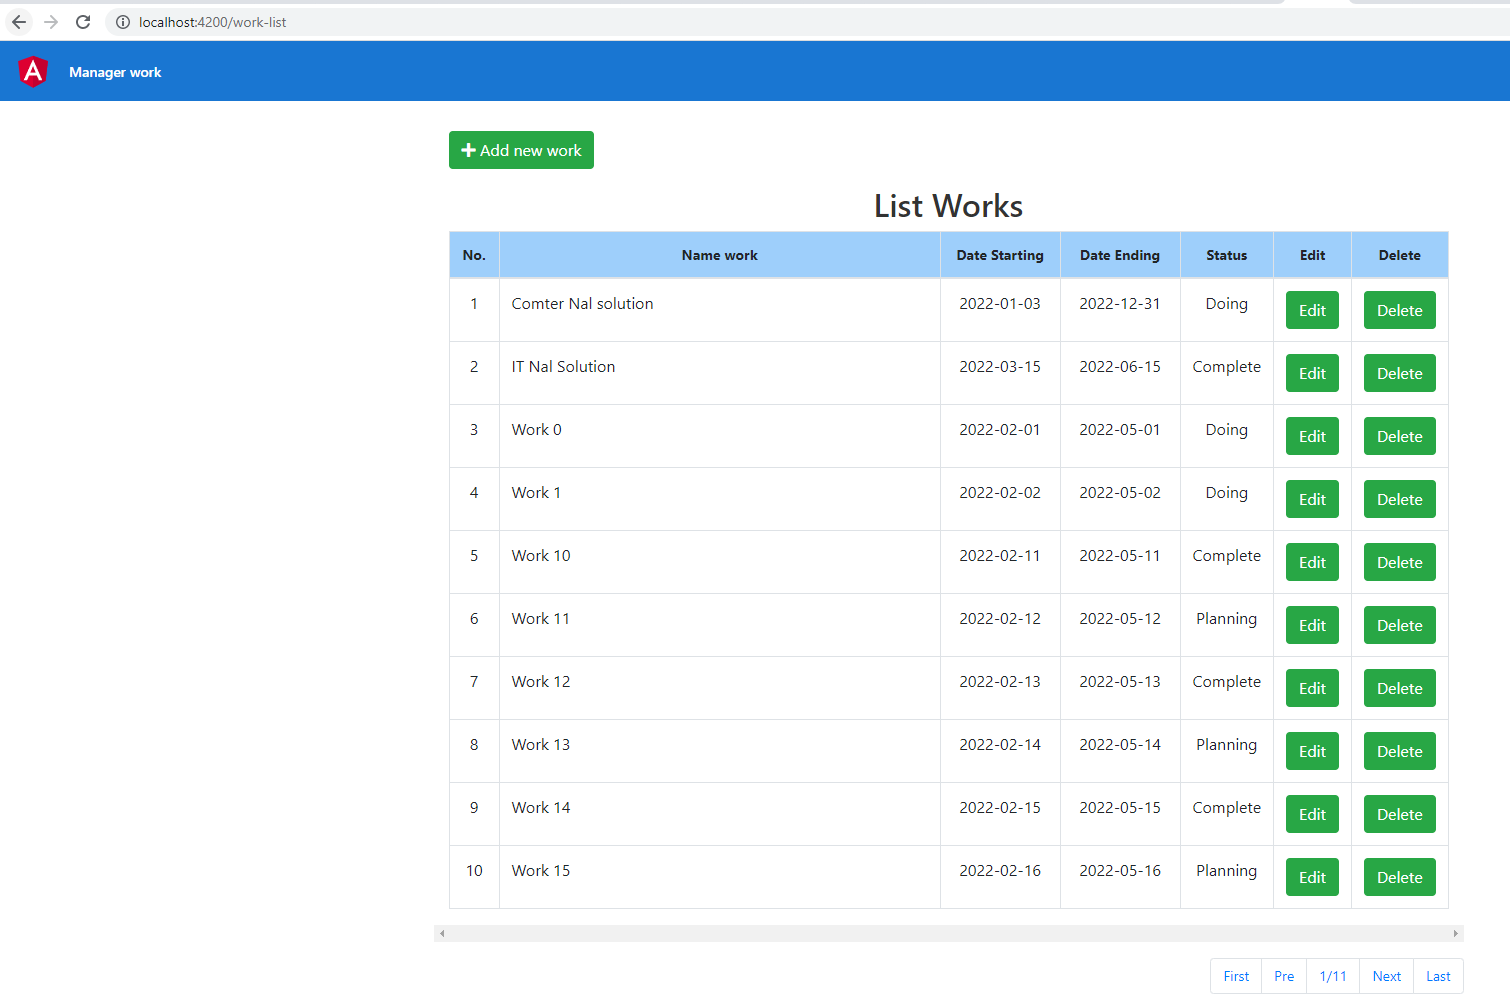 localhost:4200/work-list
Manager work
Add new work
List Works
No. Name work Date Starting Date Ending Status Edit Delete
1 Comter Nal solution 2022-01-03 2022-12-31 Doing Edit Delete
2 IT Nal Solution 2022-03-15 2022-06-15 Complete Edit Delete
3 Work 0 2022-02-01 2022-05-01 Doing Edit Delete
4 Work 1 2022-02-02 2022-05-02 Doing Edit Delete
5 Work 10 2022-02-11 2022-05-11 Complete Edit Delete
6 Work 11 2022-02-12 2022-05-12 Planning Edit Delete
7 Work 12 2022-02-13 2022-05-13 Complete Edit Delete
8 Work 13 2022-02-14 2022-05-14 Planning Edit Delete
9 Work 14 2022-02-15 2022-05-15 Complete Edit Delete
10 Work 15 2022-02-16 2022-05-16 Planning Edit Delete
First Pre 1/11 Next Last